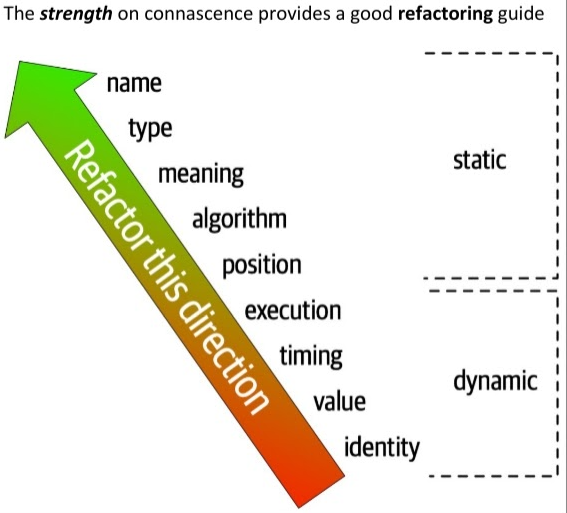 The strength on connascence provides a good refactoring guide
name
type
meaning
algorithm
position
execution
timing
value
identity
Refactor this direction
static
dynamic